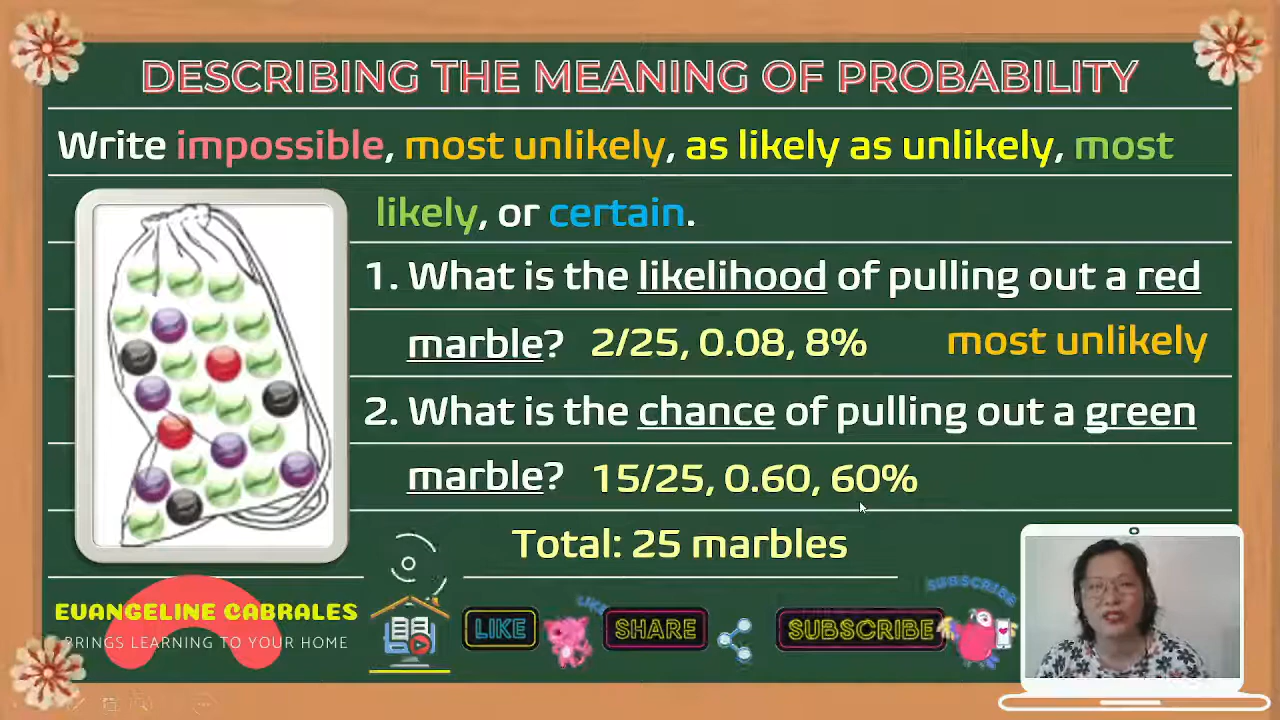 DESCRIBING THE MEANING OF PROBABILITY
Write impossible, most unlikely, as likely as unlikely, most
likely, or certain.
1. What is the likelihood of pulling out a red
marble? 2/25, 0.08, 8% most unlikely
2. What is the chance of pulling out a green
marble? 15/25, 0.60, 60%
Total: 25 marbles
EVANGELINE CABRALES
BRINGS LEARNING TO YOUR HOME
LIKE
LIKE
SHARE
SUBSCRIBE
SUBSCRIBE